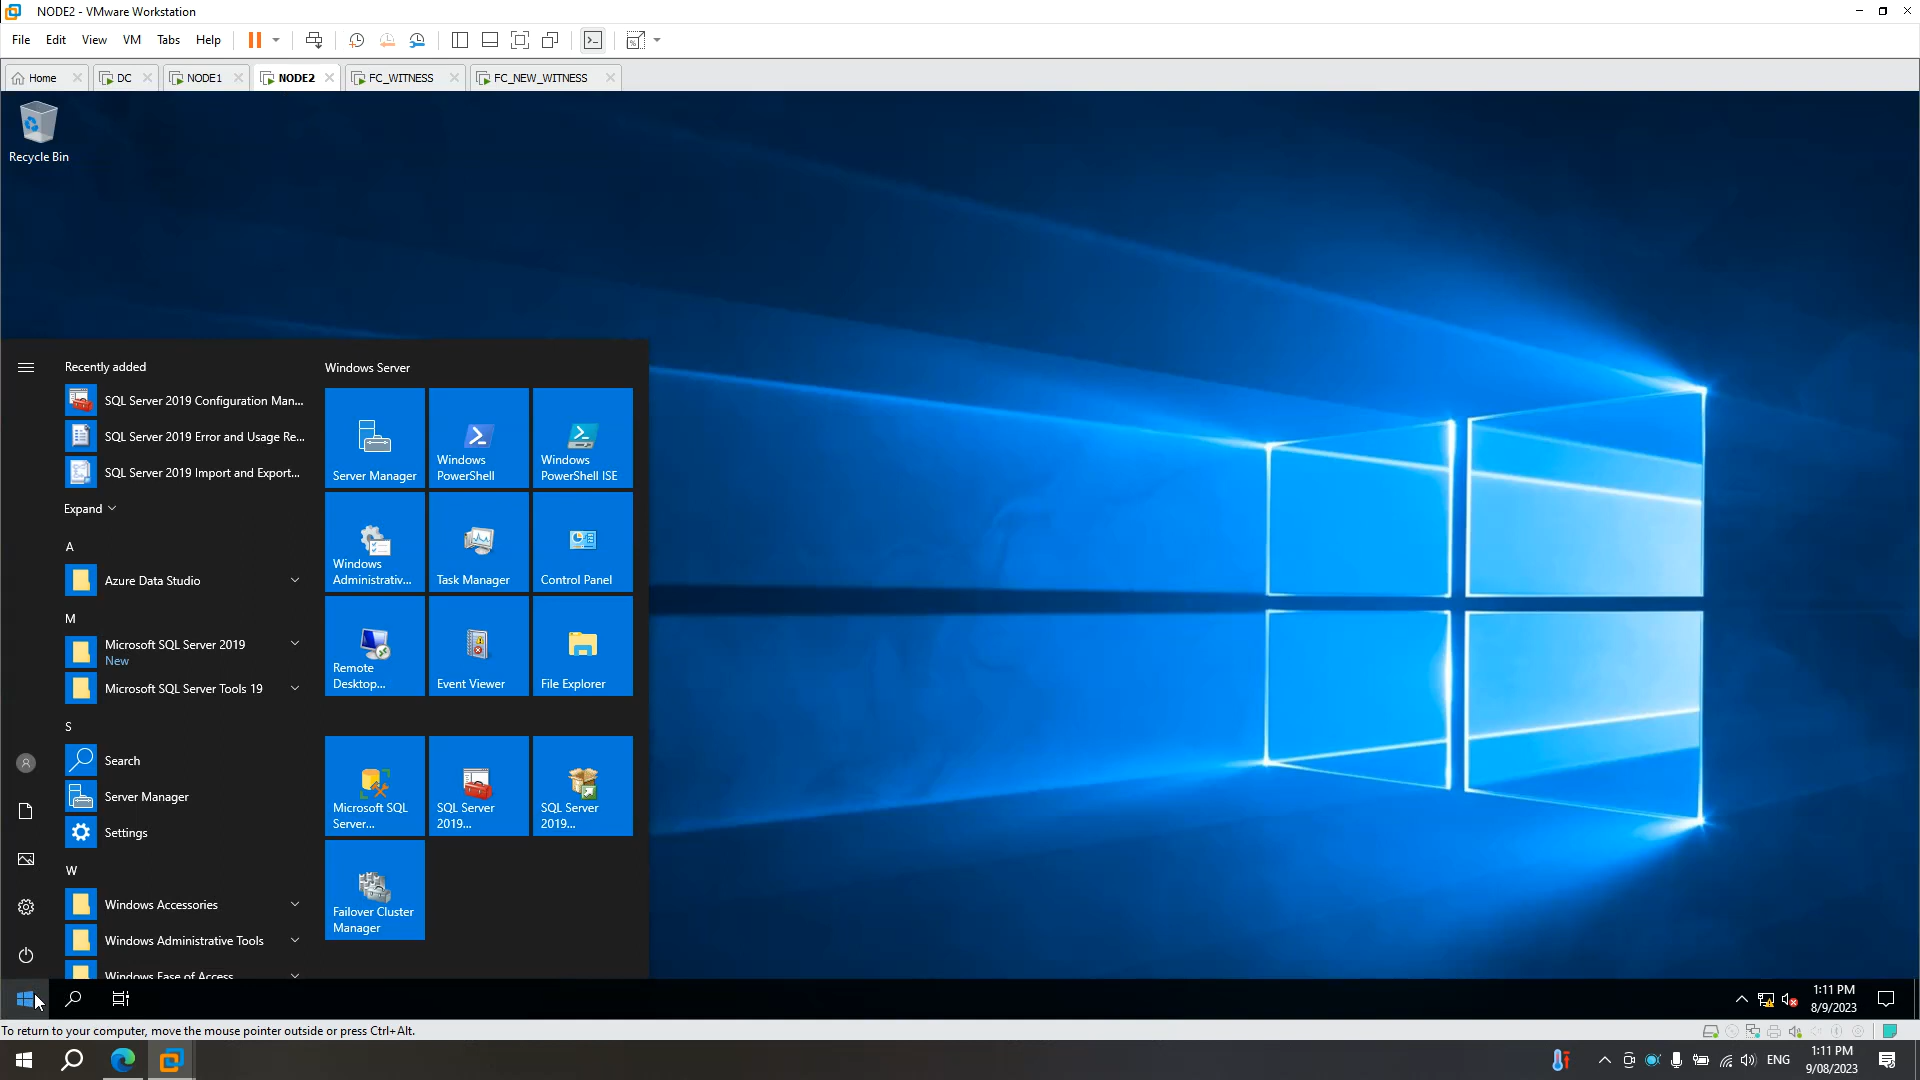 NODE2 - VMware Workstation
File Edit View VM Tabs Help
Home DC NODE1 NODE2 FC_WITNESS FC_NEW_WITNESS
Recycle Bin
Recently added
SQL Server 2019 Configuration Man...
SQL Server 2019 Error and Usage Re...
SQL Server 2019 Import and Export...
Expand
A
Azure Data Studio
M
Microsoft SQL Server 2019
New
Microsoft SQL Server Tools 19
S
Search
Server Manager
Settings
W
Windows Accessories
Windows Administrative Tools
Windows Ease of Access
Windows Server
Server Manager
Windows
PowerShell
Windows
PowerShell ISE
Windows
Administrativ...
Task Manager
Control Panel
Remote
Desktop...
Event Viewer
File Explorer
Microsoft SQL
Server...
SQL Server
2019...
SQL Server
2019...
Failover Cluster
Manager
1:11 PM
8/9/2023
To return to your computer, move the mouse pointer outside or press Ctrl+Alt.
ENG
1:11 PM
9/08/2023